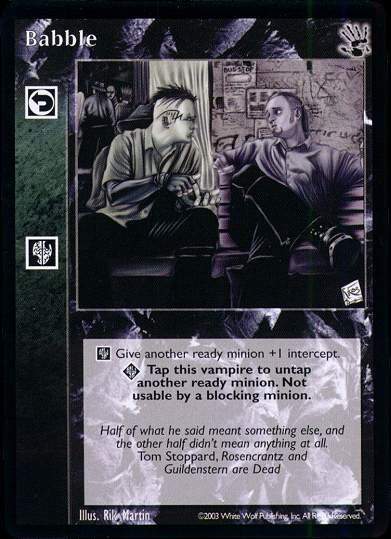 Babble
BUS STOP
Give another ready minion +1 intercept.
Tap this vampire to untap
another ready minion. Not
usable by a blocking minion.
Half of what he said meant something else, and
the other half didn't mean anything at all.
Tom Stoppard, Rosencrantz and
Guildenstern are Dead
Illus. Rik Martin
©2003 White Wolf Publishing, Inc. All Rights Reserved.